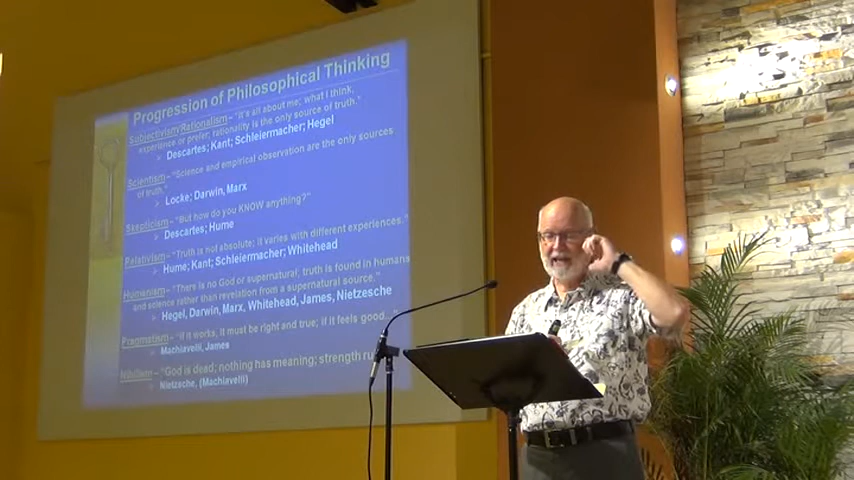 Progression of Philosophical Thinking
Subjectivism/Rationalism – "It's all about me; what I think,
experience or prefer; rationality is the only source of truth."
Descartes; Kant; Schleiermacher; Hegel
Scientism – "Science and empirical observation are the only sources
of truth."
Locke; Darwin, Marx
Skepticism – "But how do you KNOW anything?"
Descartes; Hume
Relativism – "Truth is not absolute; it varies with different experiences."
Hume; Kant; Schleiermacher; Whitehead
Humanism – "There is no God or supernatural; truth is found in humans
and science rather than revelation from a supernatural source."
Hegel, Darwin, Marx, Whitehead, James, Nietzesche
Pragmatism – "If it works, it must be right and true; if it feels good…"
Machiavelli, James
Nihilism – "God is dead; nothing has meaning; strength
Nietzsche, (Machiavelli)